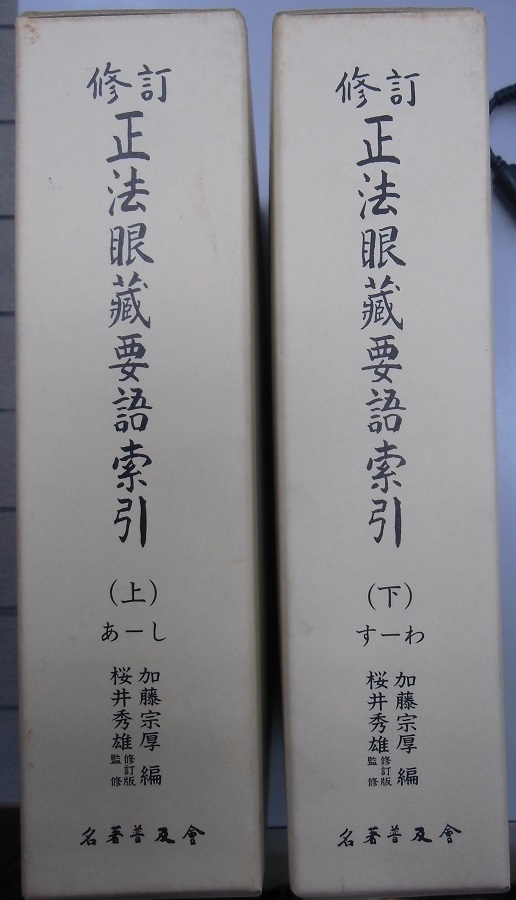 修訂
正法眼藏要語索引
（上）
あーし
加藤宗厚 編
桜井秀雄 修訂版監修
名著普及會
修訂
正法眼藏要語索引
（下）
すーわ
加藤宗厚 編
桜井秀雄 修訂版監修
名著普及會